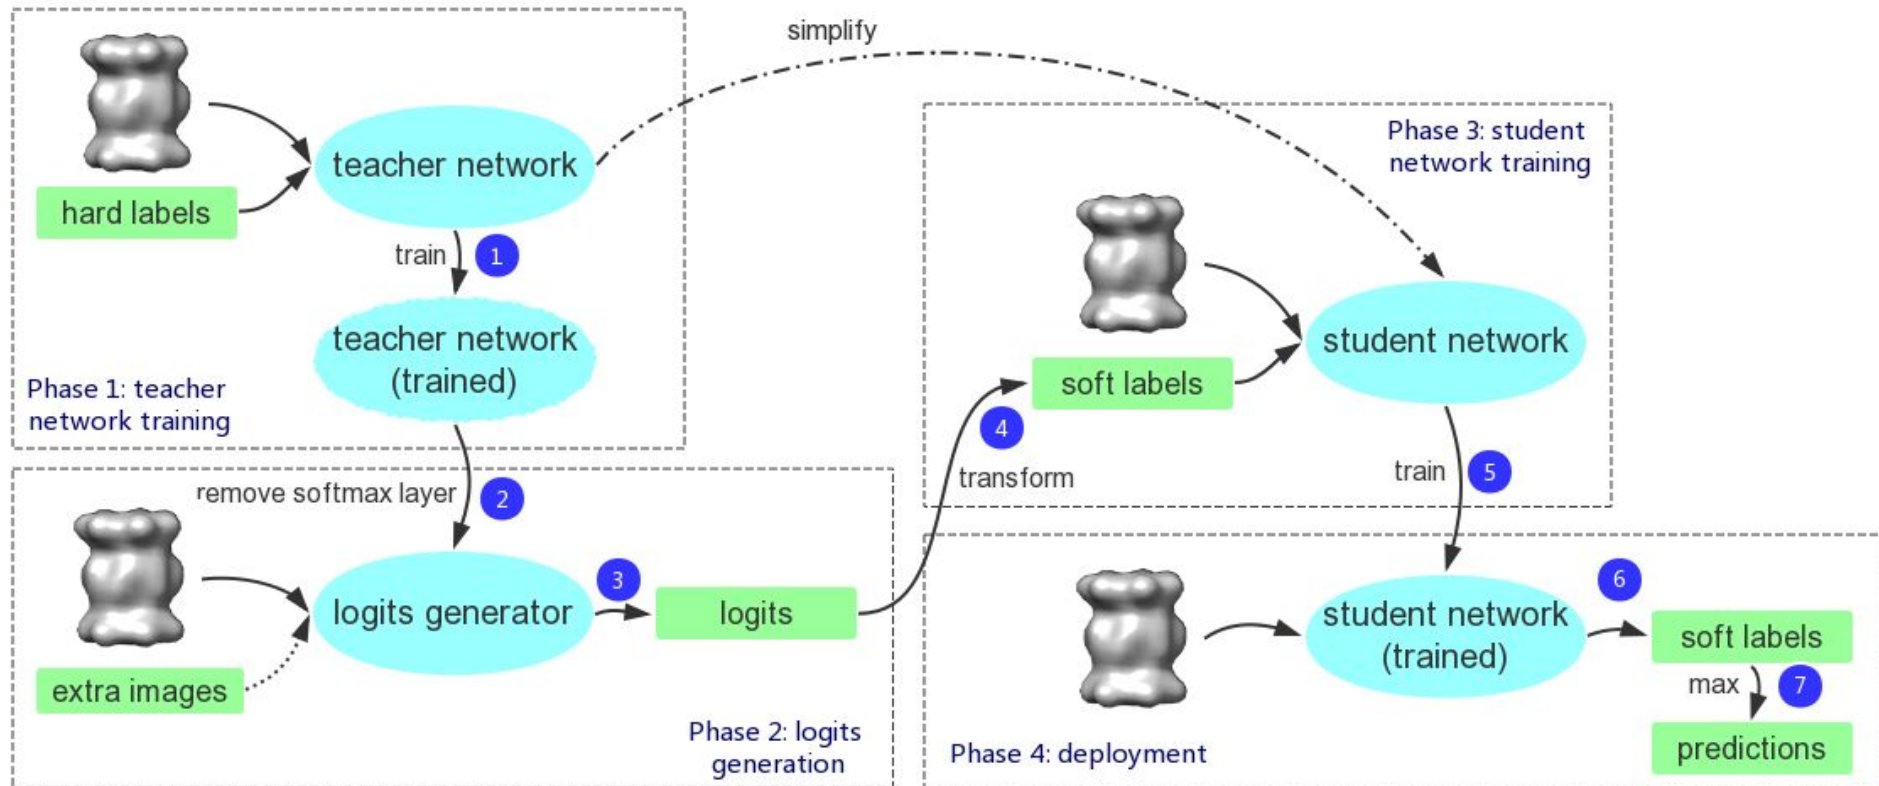 simplify
hard labels
teacher network
train
1
teacher network
(trained)
Phase 1: teacher
network training
remove softmax layer
2
extra images
logits generator
3
logits
Phase 2: logits
generation
Phase 3: student
network training
soft labels
student network
4
transform
train
5
student network
(trained)
6
soft labels
max
7
predictions
Phase 4: deployment